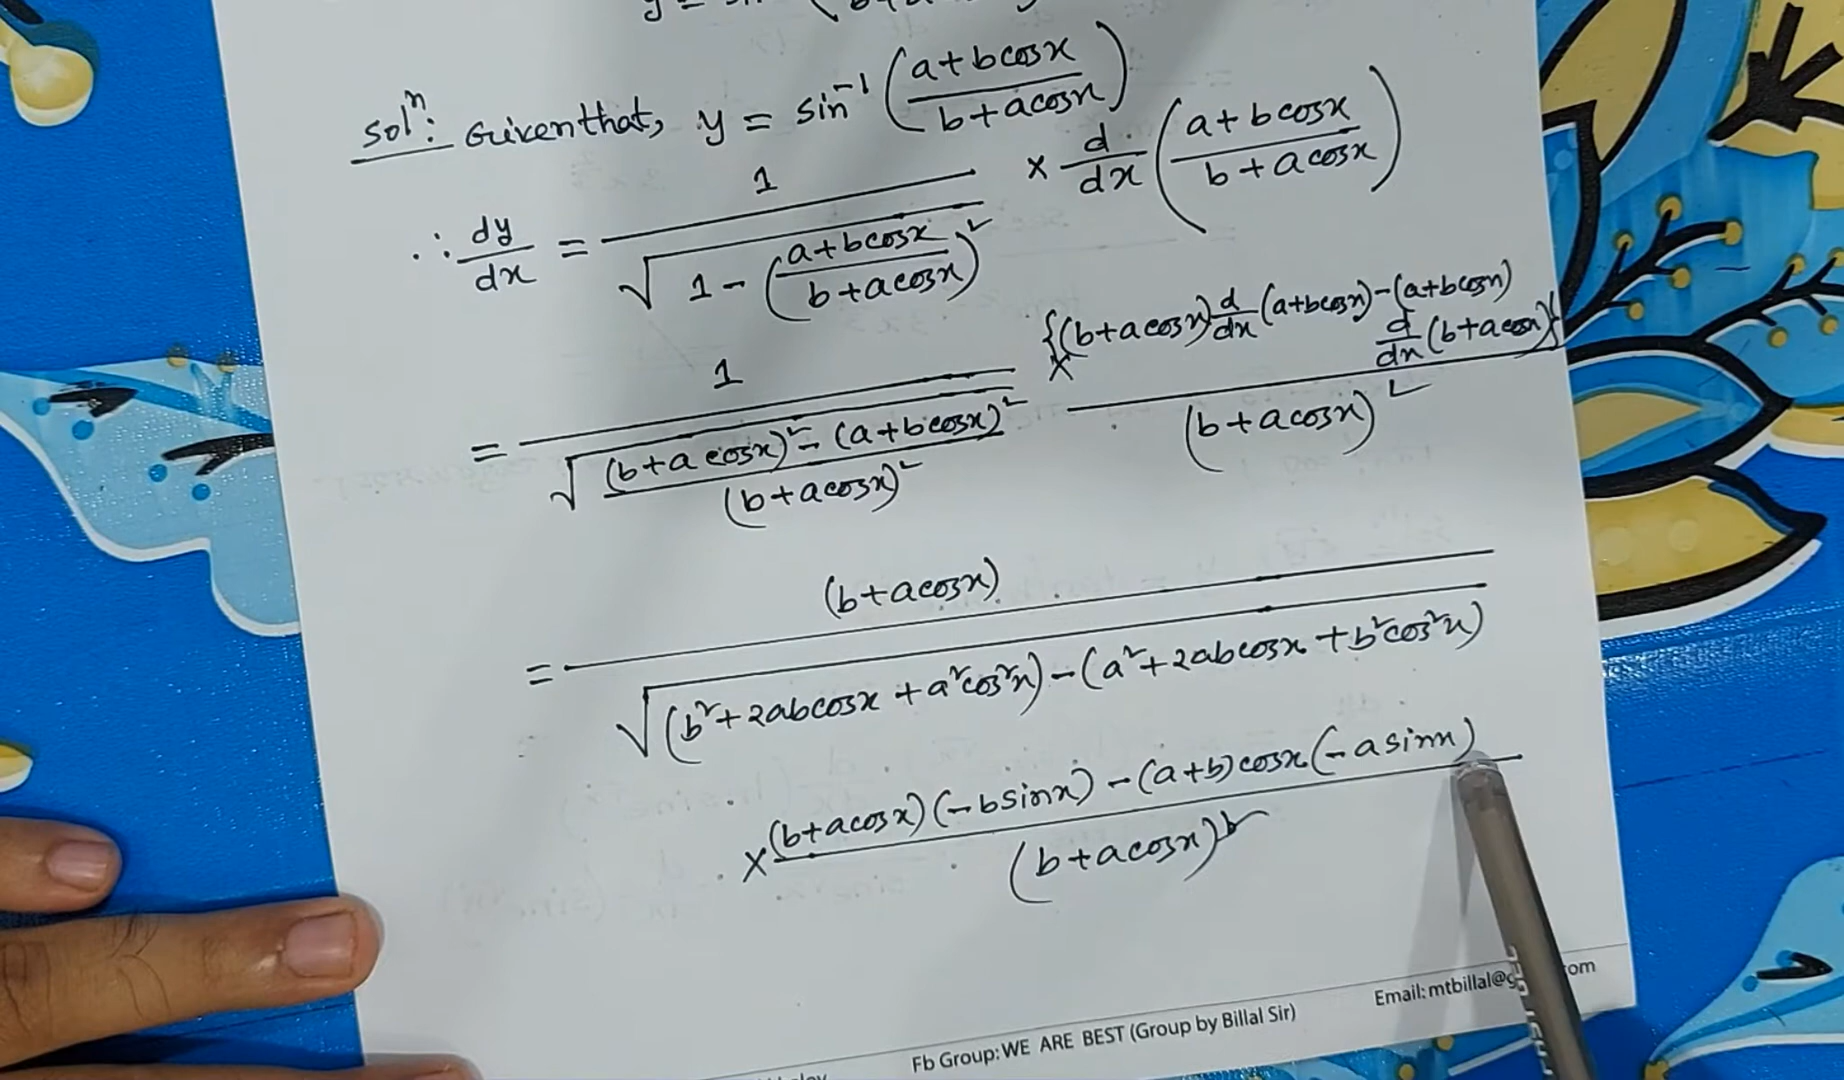 solⁿ: Given that, y = sin⁻¹ (a+bcosx / b+acosx)
∴ dy/dx = 1 / √(1 - (a+bcosx / b+acosx)²) × d/dx (a+bcosx / b+acosx)
= 1 / √((b+acosx)² - (a+bcosx)² / (b+acosx)²) × {(b+acosx) d/dx (a+bcosx) - (a+bcosx) d/dx (b+acosx)} / (b+acosx)²
= (b+acosx) / √((b²+2abcosx + a²cos²x) - (a²+2abcosx + b²cos²x))
× (b+acosx)(-bsinx) - (a+b)cosx(-asinx) / (b+acosx)²
Fb Group: WE ARE BEST (Group by Billal Sir) Email: mtbillal@g